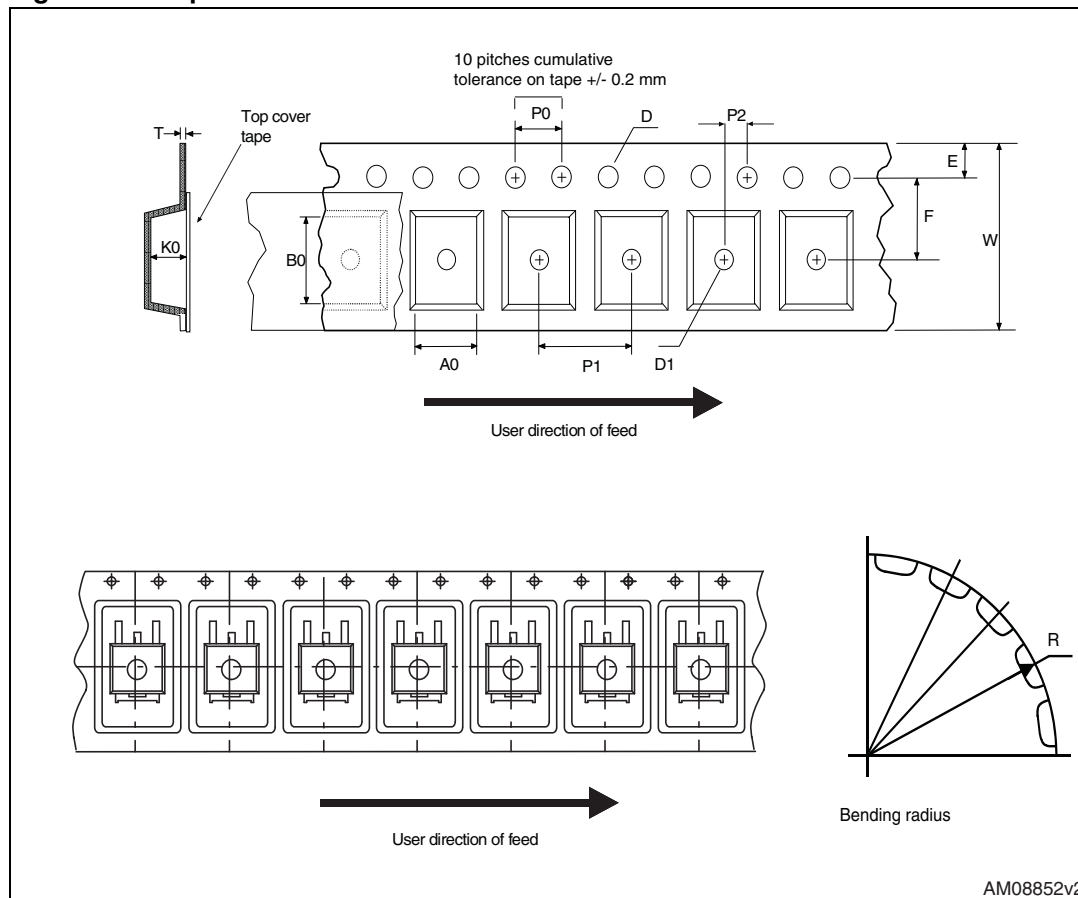 10 pitches cumulative
tolerance on tape +/- 0.2 mm
Top cover
tape
T
P0
D
P2
E
F
W
K0
B0
A0
P1
D1
User direction of feed
R
Bending radius
User direction of feed
AM08852v2